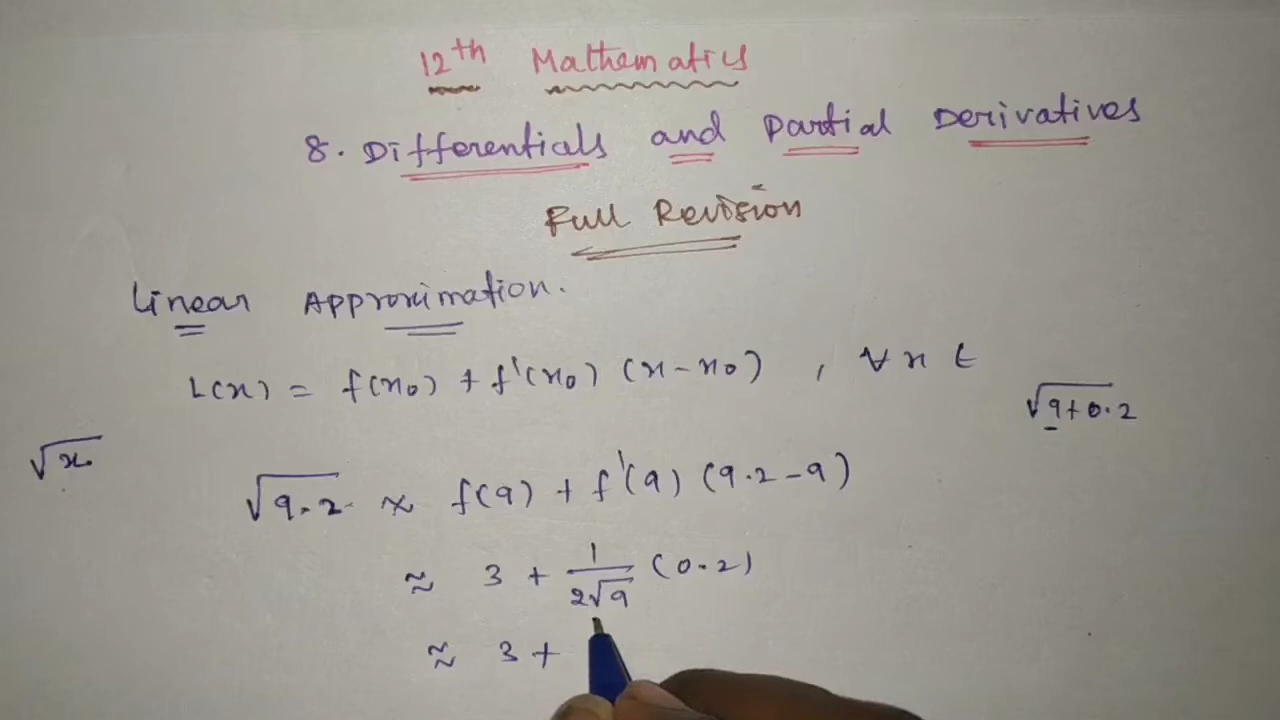 12th Mathematics
8. Differentials and Partial Derivatives
Full Revision
Linear Approximation.
L(x) = f(x₀) + f'(x₀) (x-x₀) , ∀ x ∈
√9+0.2
√x
√9.2 ≈ f(9) + f'(9) (9.2-9)
≈ 3 + 1/2√9 (0.2)
≈ 3 +